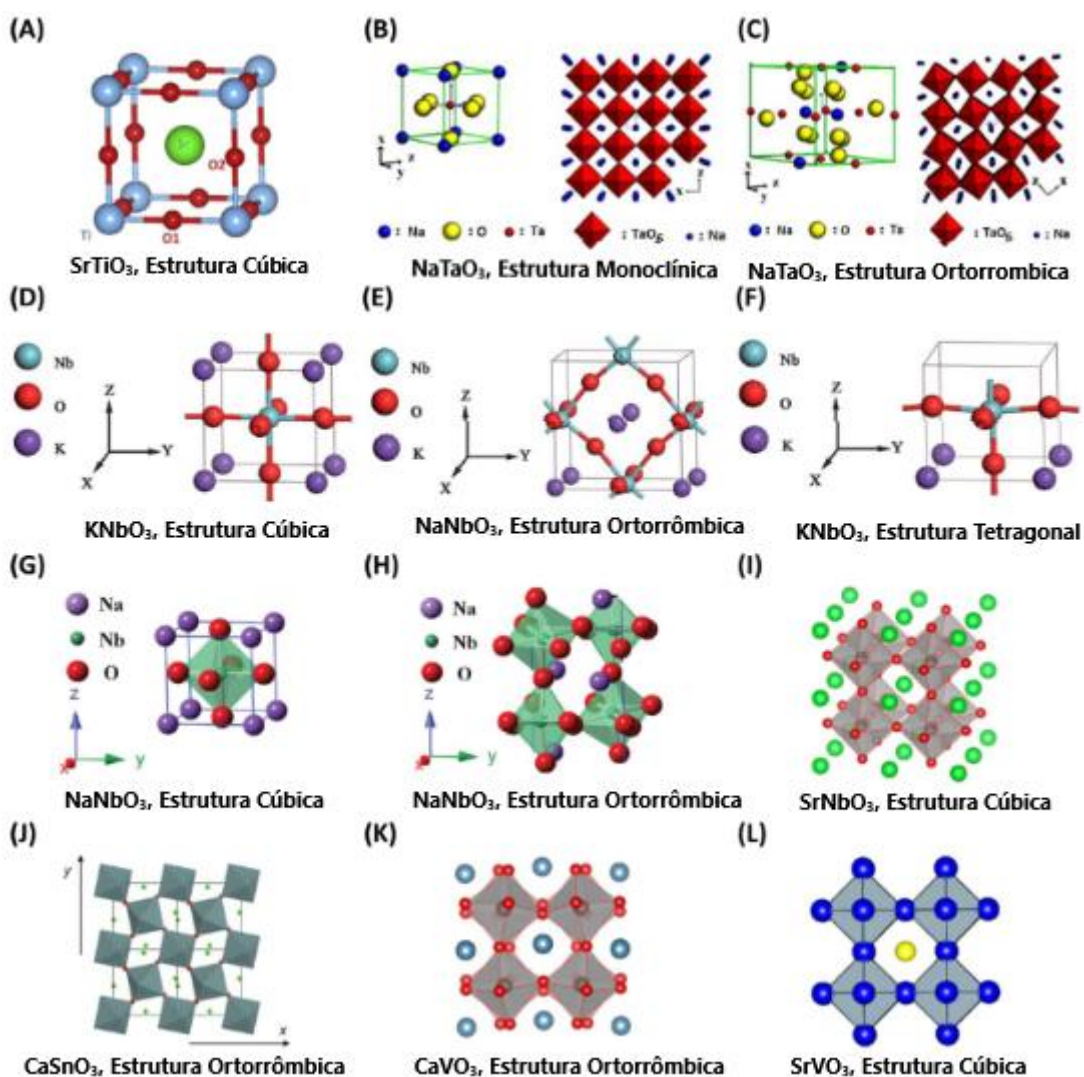 (A)
O2
Ti
O1
SrTiO₃, Estrutura Cúbica
(B)
x
y
z
x
z
: Na
: O
: Ta
: TaO₆
: Na
NaTaO₃, Estrutura Monoclínica
(C)
x
y
z
z
x
: Na
: O
: Ta
: TaO₆
: Na
NaTaO₃, Estrutura Ortorrombica
(D)
Nb
O
K
Z
Y
X
KNbO₃, Estrutura Cúbica
(E)
Nb
O
K
Z
Y
X
NaNbO₃, Estrutura Ortorrômbica
(F)
Nb
O
K
Z
Y
X
KNbO₃, Estrutura Tetragonal
(G)
Na
Nb
O
z
y
x
NaNbO₃, Estrutura Cúbica
(H)
Na
Nb
O
z
y
x
NaNbO₃, Estrutura Ortorrômbica
(I)
SrNbO₃, Estrutura Cúbica
(J)
y
x
CaSnO₃, Estrutura Ortorrômbica
(K)
CaVO₃, Estrutura Ortorrômbica
(L)
SrVO₃, Estrutura Cúbica